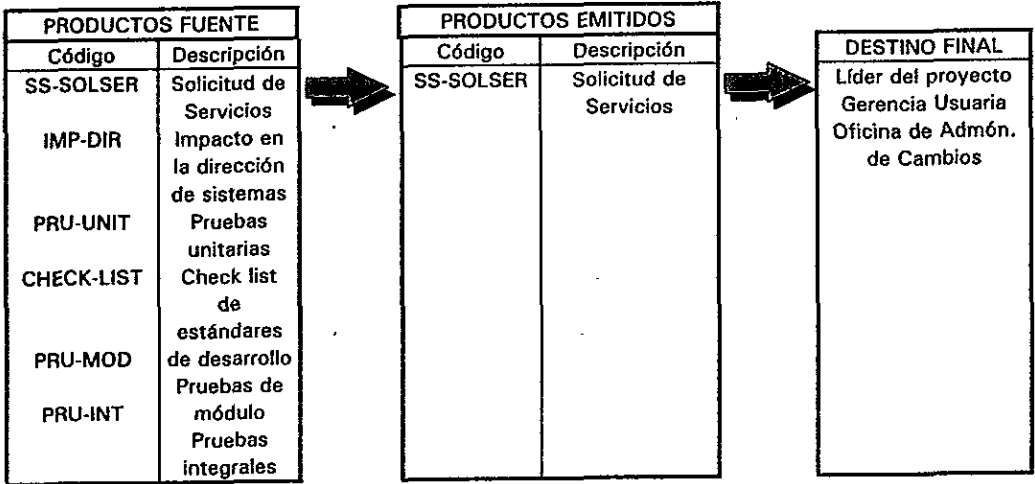 PRODUCTOS FUENTE
Código Descripción
SS-SOLSER Solicitud de
Servicios
IMP-DIR Impacto en
la dirección
de sistemas
PRU-UNIT Pruebas
unitarias
CHECK-LIST Check list
de
estándares
PRU-MOD de desarrollo
Pruebas de
PRU-INT módulo
Pruebas
integrales
PRODUCTOS EMITIDOS
Código Descripción
SS-SOLSER Solicitud de
Servicios
DESTINO FINAL
Líder del proyecto
Gerencia Usuaria
Oficina de Admón.
de Cambios